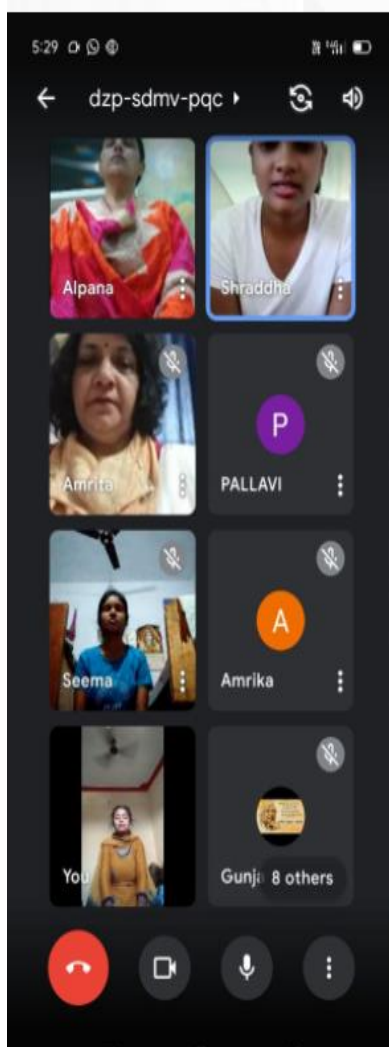 5:29
dzp-sdmv-pqc
Alpana
Shraddha
Amrita
P
PALLAVI
Seema
A
Amrika
You
Gunja
8 others